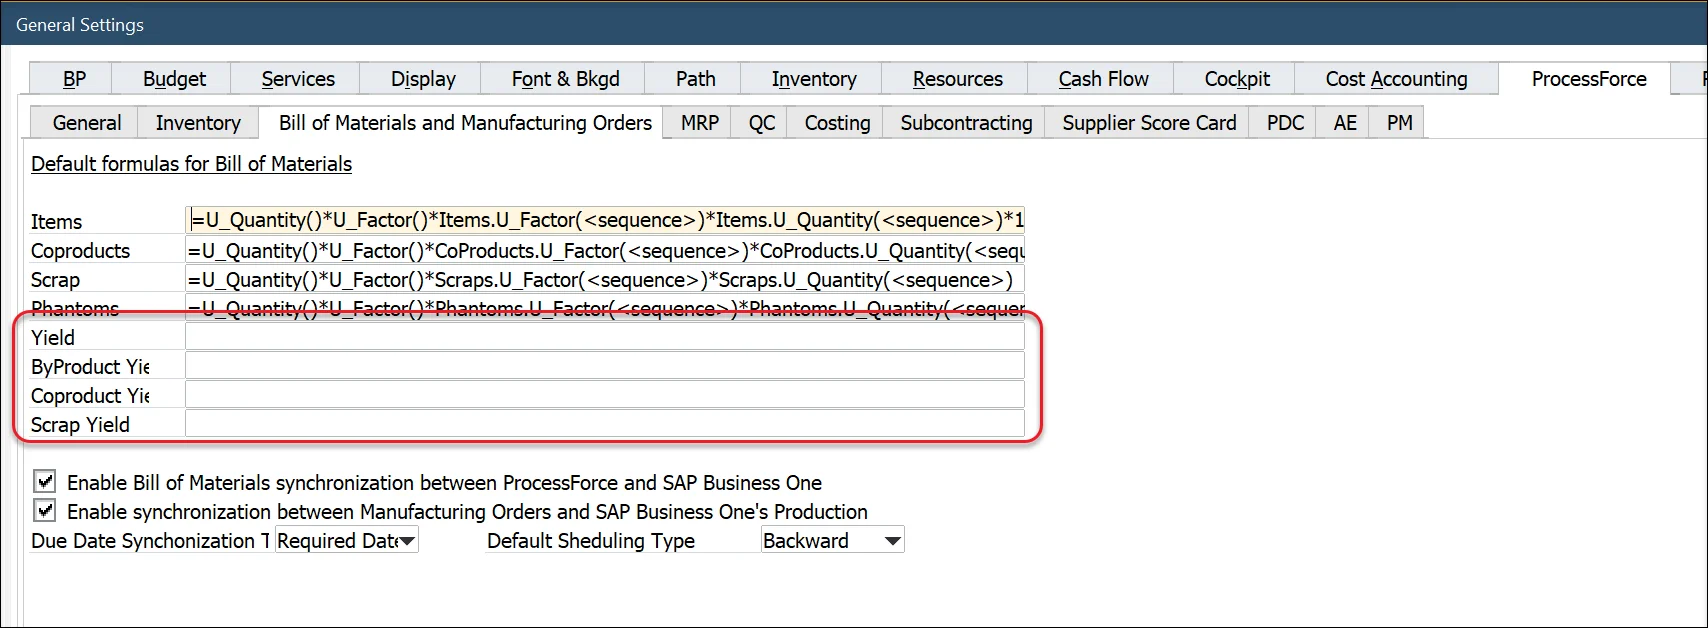 General Settings
BP Budget Services Display Font & Bkgd Path Inventory Resources Cash Flow Cockpit Cost Accounting ProcessForce
General Inventory Bill of Materials and Manufacturing Orders MRP QC Costing Subcontracting Supplier Score Card PDC AE PM
Default formulas for Bill of Materials
Items =U_Quantity()*U_Factor()*Items.U_Factor(<sequence>)*Items.U_Quantity(<sequence>)*1
Coproducts =U_Quantity()*U_Factor()*CoProducts.U_Factor(<sequence>)*CoProducts.U_Quantity(<sequ
Scrap =U_Quantity()*U_Factor()*Scraps.U_Factor(<sequence>)*Scraps.U_Quantity(<sequence>)
Phantoms =U_Quantity()*U_Factor()*Phantoms.U_Factor(<sequence>)*Phantoms.U_Quantity(<sequen
Yield
ByProduct Yie
Coproduct Yie
Scrap Yield
Enable Bill of Materials synchronization between ProcessForce and SAP Business One
Enable synchronization between Manufacturing Orders and SAP Business One's Production
Due Date Synchonization T Required Date Default Sheduling Type Backward